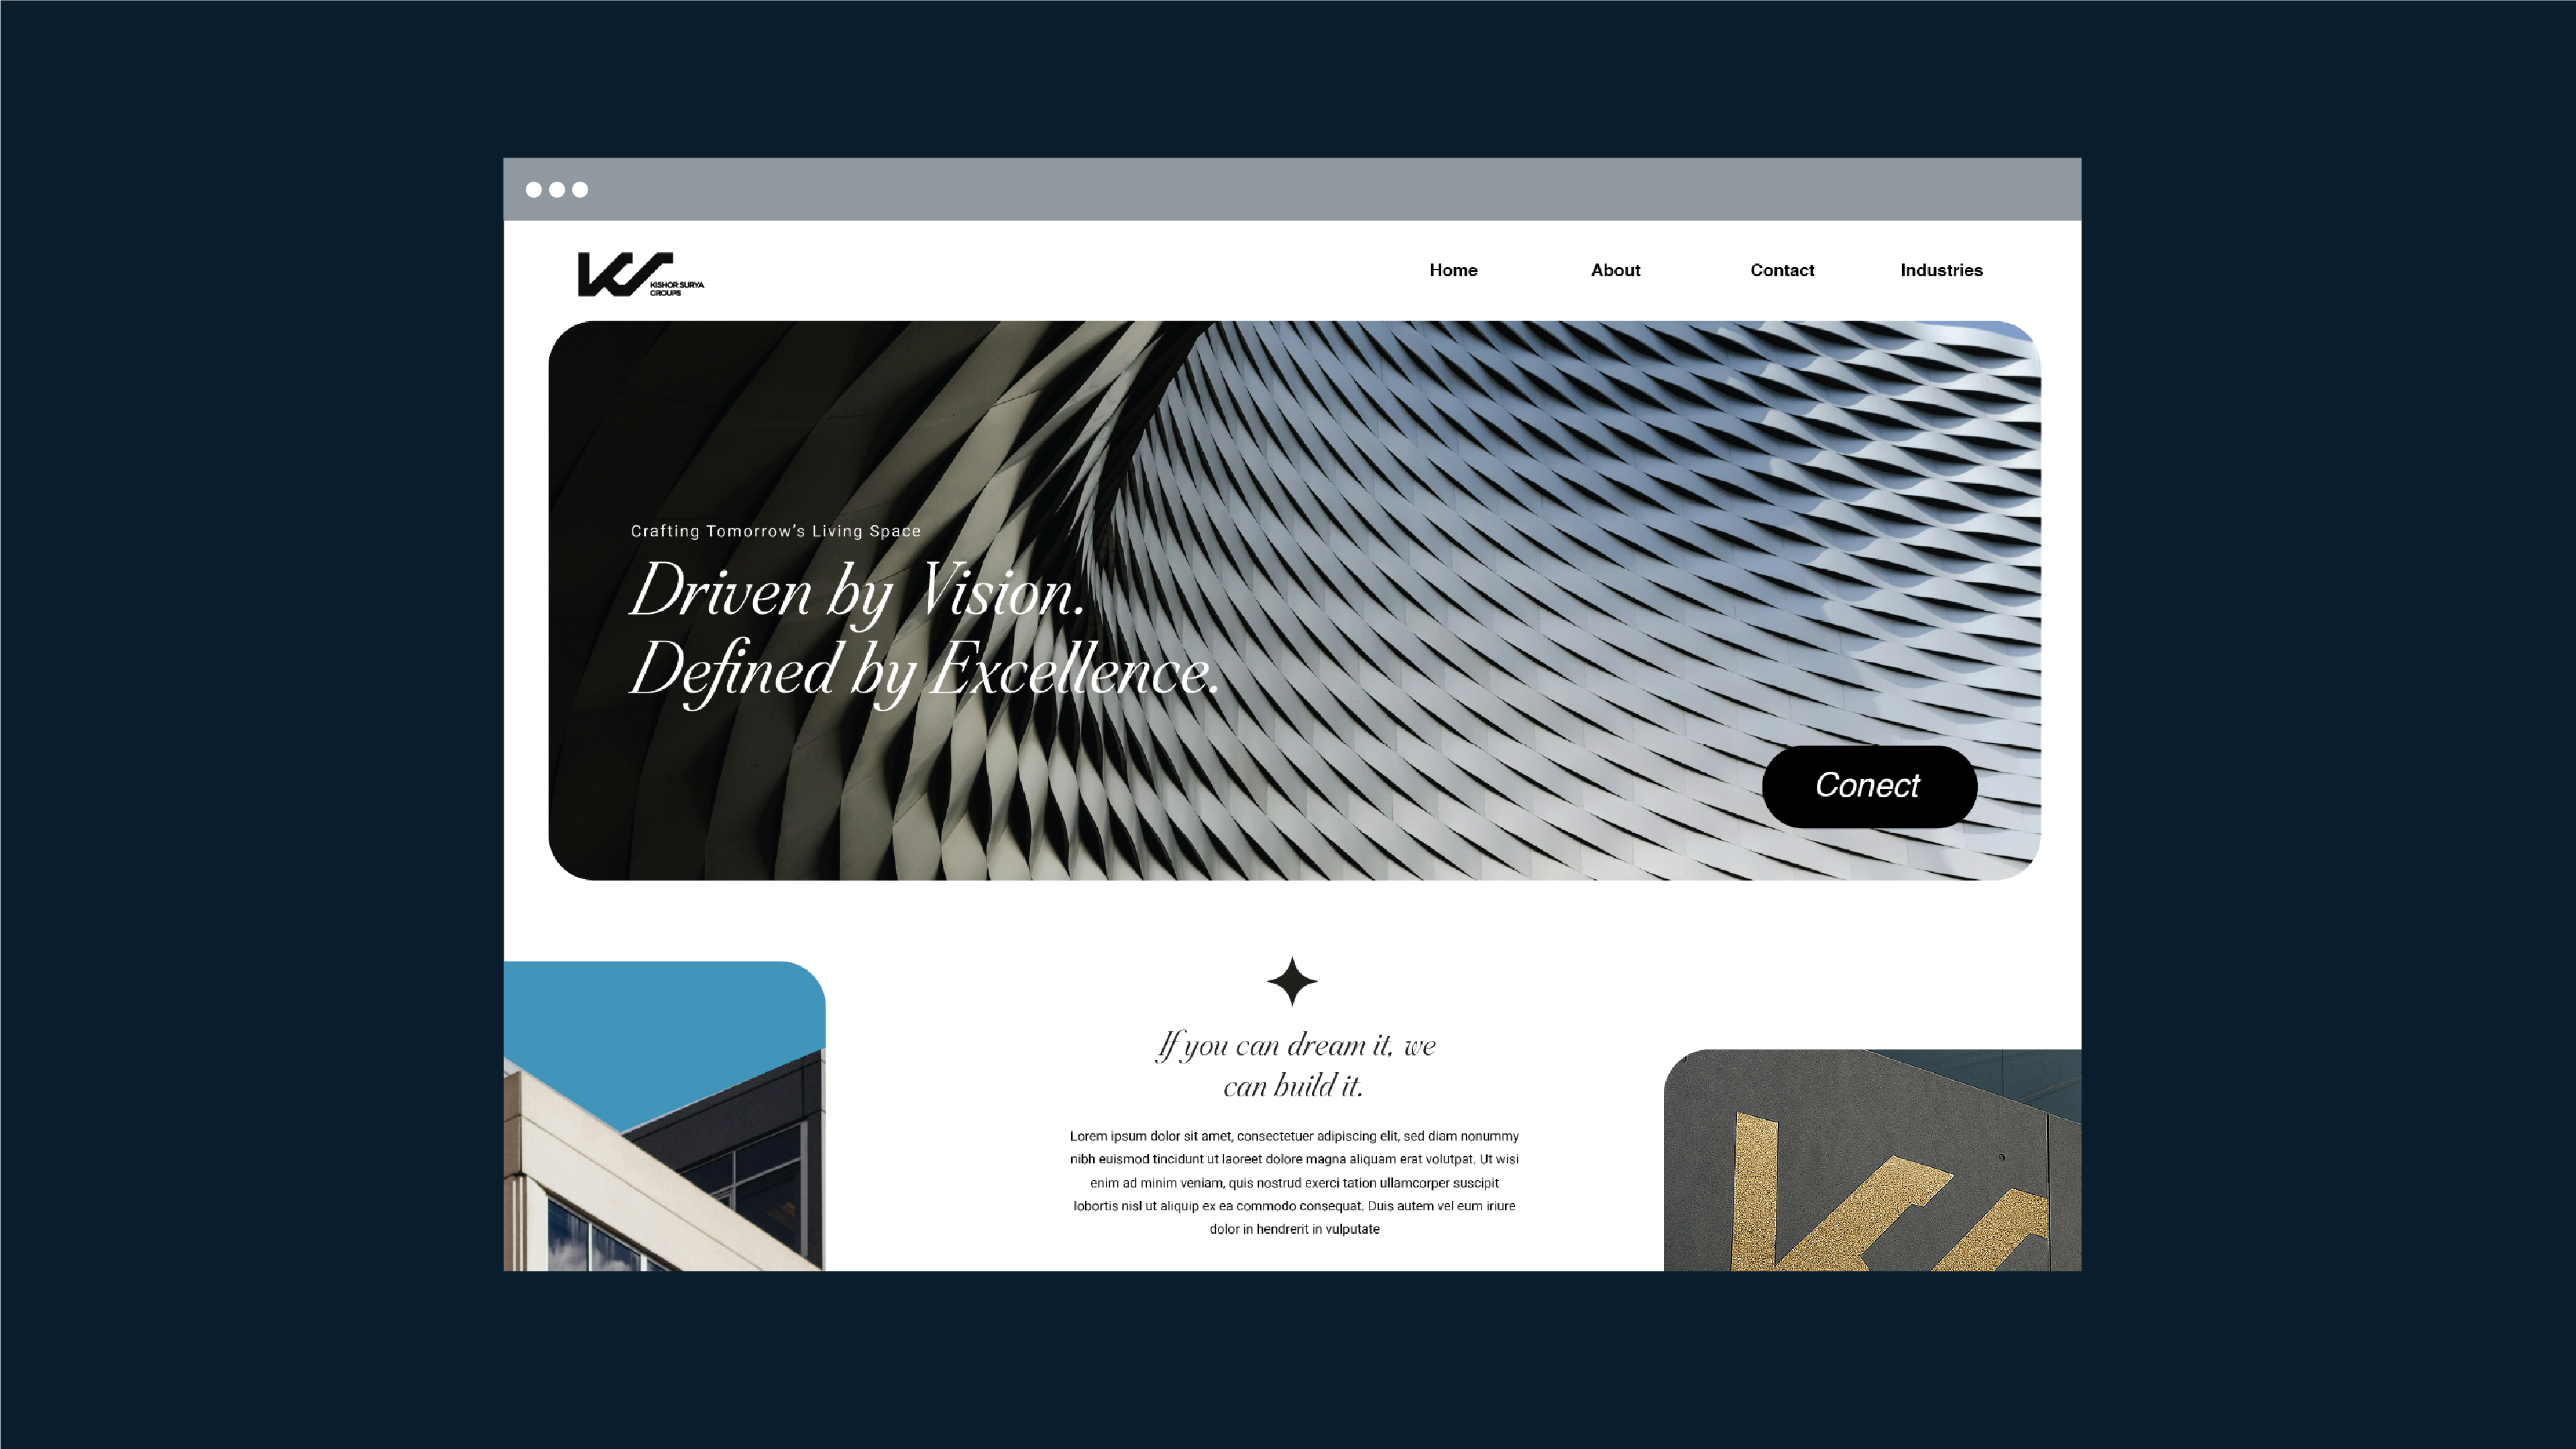 KISHOR SURYA
GROUPS
Home About Contact Industries
Crafting Tomorrow’s Living Space
Driven by Vision.
Defined by Excellence.
Conect
If you can dream it, we
can build it.
Lorem ipsum dolor sit amet, consectetuer adipiscing elit, sed diam nonummy
nibh euismod tincidunt ut laoreet dolore magna aliquam erat volutpat. Ut wisi
enim ad minim veniam, quis nostrud exerci tation ullamcorper suscipit
lobortis nisl ut aliquip ex ea commodo consequat. Duis autem vel eum iriure
dolor in hendrerit in vulputate